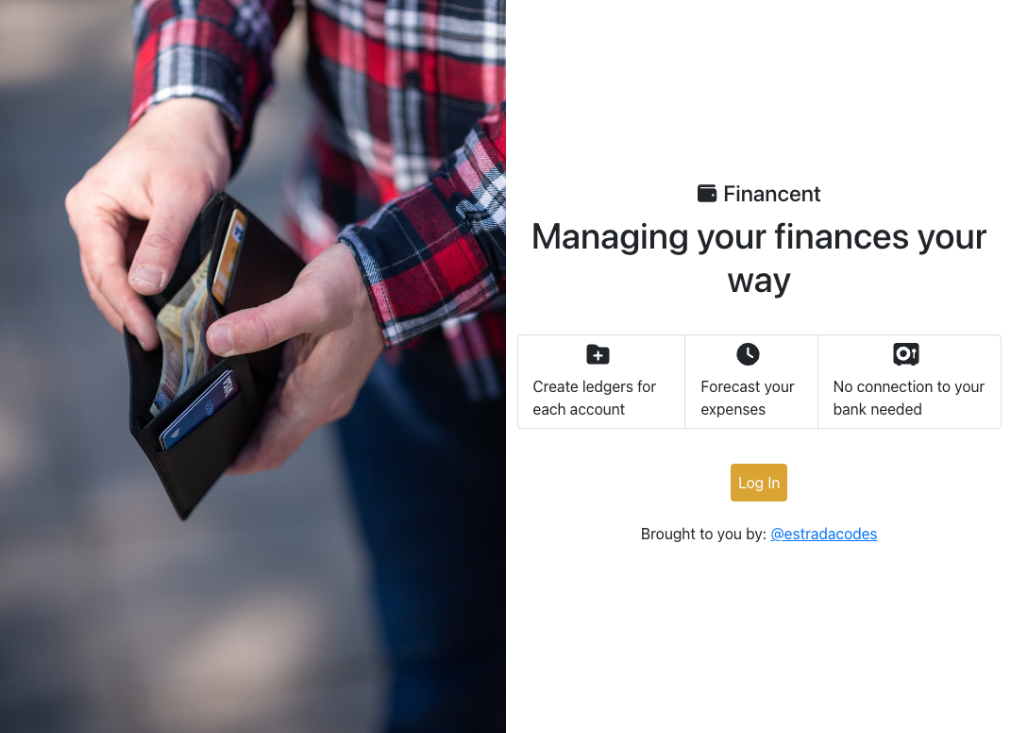 Financent
Managing your finances your
way
Create ledgers for
each account
Forecast your
expenses
No connection to your
bank needed
Log In
Brought to you by: @estradacodes
VISA